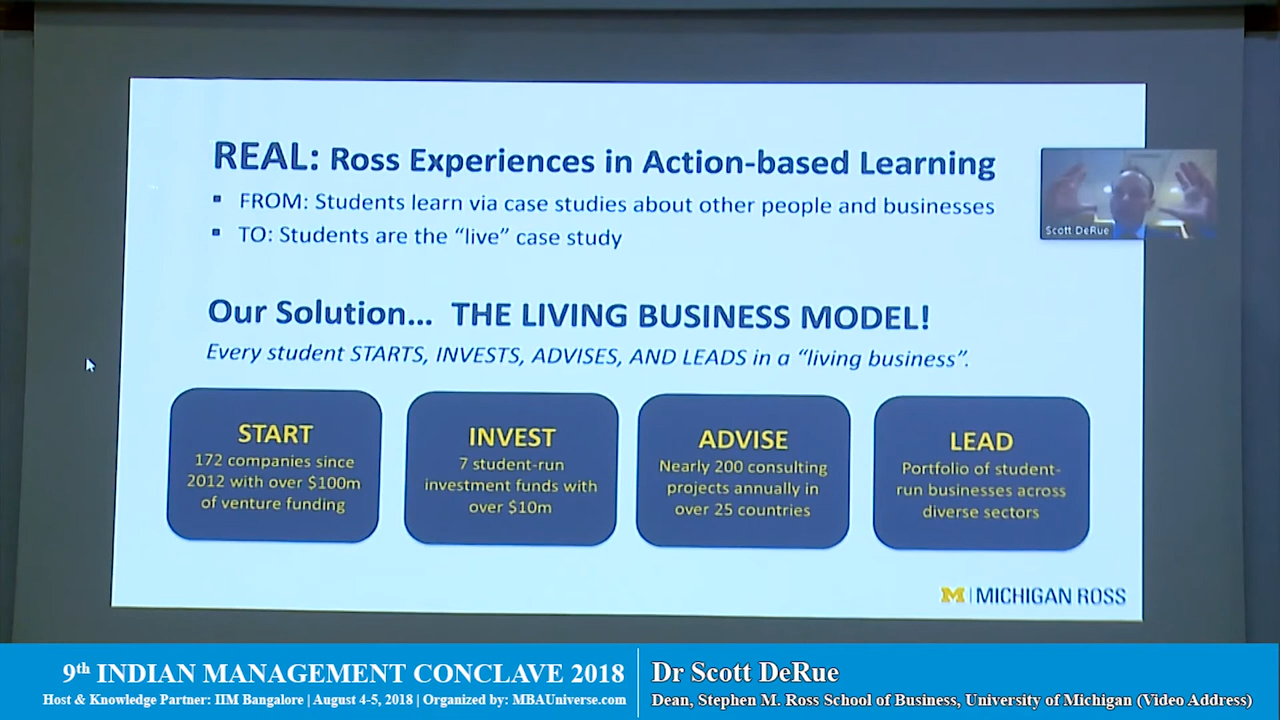 REAL: Ross Experiences in Action-based Learning
FROM: Students learn via case studies about other people and businesses
TO: Students are the “live” case study
Scott DeRue
Our Solution... THE LIVING BUSINESS MODEL!
Every student STARTS, INVESTS, ADVISES, AND LEADS in a “living business”.
START
172 companies since
2012 with over $100m
of venture funding
INVEST
7 student-run
investment funds with
over $10m
ADVISE
Nearly 200 consulting
projects annually in
over 25 countries
LEAD
Portfolio of student-
run businesses across
diverse sectors
M | MICHIGAN ROSS
9th INDIAN MANAGEMENT CONCLAVE 2018
Host & Knowledge Partner: IIM Bangalore | August 4-5, 2018 | Organized by: MBAUniverse.com
Dr Scott DeRue
Dean, Stephen M. Ross School of Business, University of Michigan (Video Address)